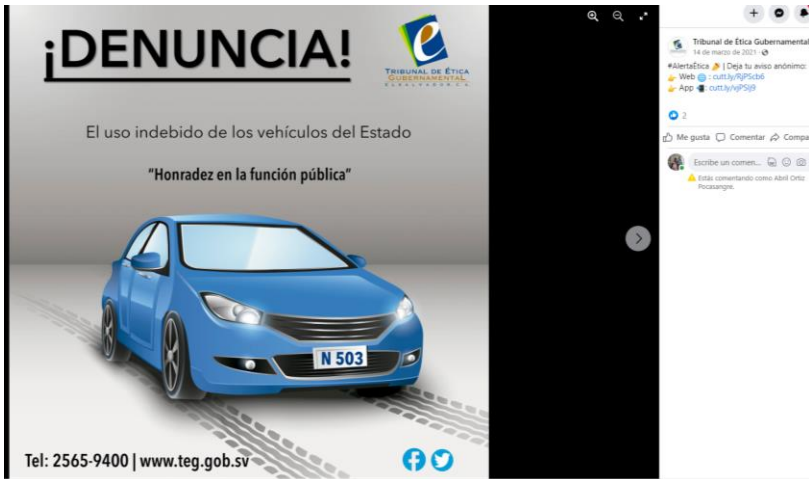 ¡DENUNCIA!
TRIBUNAL DE ÉTICA
GUBERNAMENTAL
EL SALVADOR C.A.
El uso indebido de los vehículos del Estado
"Honradez en la función pública"
N 503
Tel: 2565-9400 | www.teg.gob.sv
Tribunal de Ética Gubernamental
14 de marzo de 2021
#AlertaÉtica | Deja tu aviso anónimo:
Web : cutt.ly/RjPScb6
App : cutt.ly/vjPSIj9
2
Me gusta Comentar Compa
Escribe un comen...
Estás comentando como Abril Ortiz
Pocasangre.